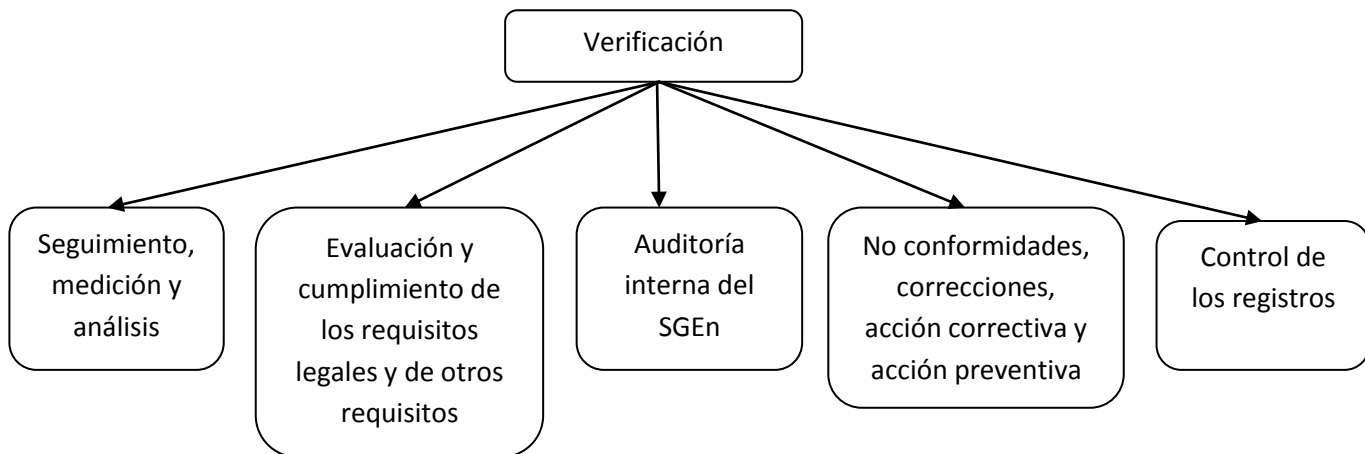 Verificación
Seguimiento,
medición y
análisis
Evaluación y
cumplimiento de
los requisitos
legales y de otros
requisitos
Auditoría
interna del
SGEn
No conformidades,
correcciones,
acción correctiva y
acción preventiva
Control de
los registros